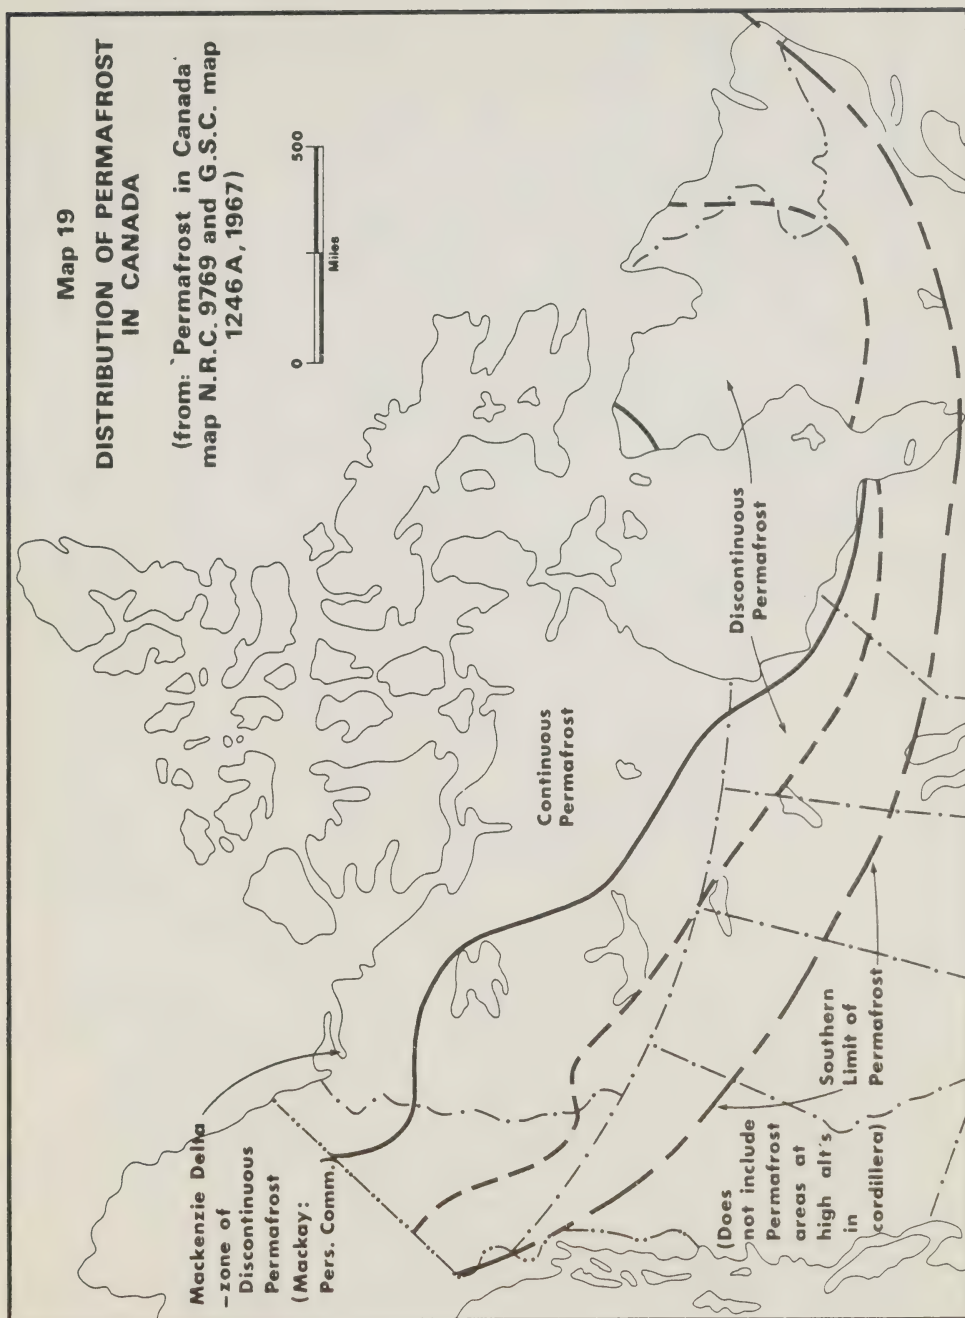 Map 19
DISTRIBUTION OF PERMAFROST
IN CANADA
(from: `Permafrost in Canada'
map N.R.C. 9769 and G.S.C. map
1246A, 1967)
0 500
Miles
Mackenzie Delta
-zone of
Discontinuous
Permafrost
(Mackay:
Pers. Comm.
Continuous
Permafrost
Discontinuous
Permafrost
Southern
Limit of
Permafrost
(Does
not include
Permafrost
areas at
high alt's
in
cordillera)